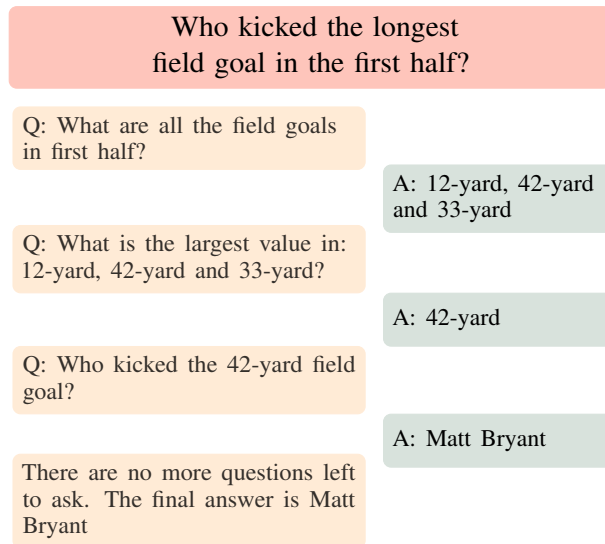 Who kicked the longest
field goal in the first half?
Q: What are all the field goals
in first half?
A: 12-yard, 42-yard
and 33-yard
Q: What is the largest value in:
12-yard, 42-yard and 33-yard?
A: 42-yard
Q: Who kicked the 42-yard field
goal?
A: Matt Bryant
There are no more questions left
to ask. The final answer is Matt
Bryant